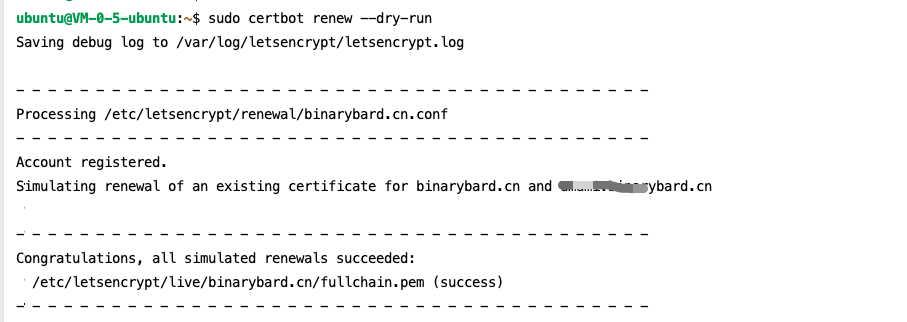 ubuntu@VM-0-5-ubuntu:~$ sudo certbot renew --dry-run
Saving debug log to /var/log/letsencrypt/letsencrypt.log
- - - - - - - - - - - - - - - - - - - - - - - - - - - - - - - - - - - - - - - -
Processing /etc/letsencrypt/renewal/binarybard.cn.conf
- - - - - - - - - - - - - - - - - - - - - - - - - - - - - - - - - - - - - - - -
Account registered.
Simulating renewal of an existing certificate for binarybard.cn and ybard.cn
- - - - - - - - - - - - - - - - - - - - - - - - - - - - - - - - - - - - - - - -
Congratulations, all simulated renewals succeeded:
/etc/letsencrypt/live/binarybard.cn/fullchain.pem (success)
- - - - - - - - - - - - - - - - - - - - - - - - - - - - - - - - - - - - - - - -